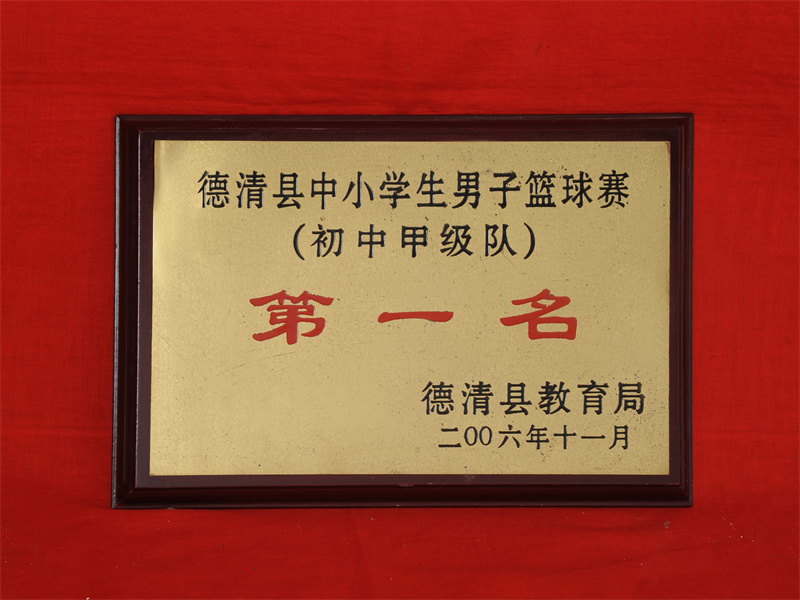 德清县中小学生男子篮球赛
(初中甲级队)
第一名
德清县教育局
二00六年十一月